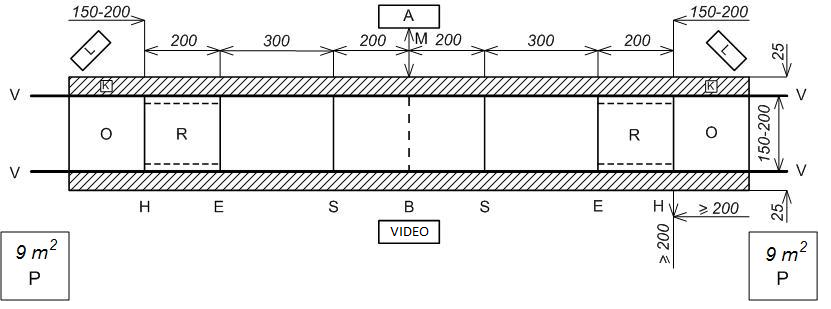 150-200 A 150-200
L 200 300 200 M 200 300 200 L 25
K K
V V
O R R O 150-200
V V
H E S B S E H ⩾ 200 25
9 m² VIDEO ⩾ 200 9 m²
P P